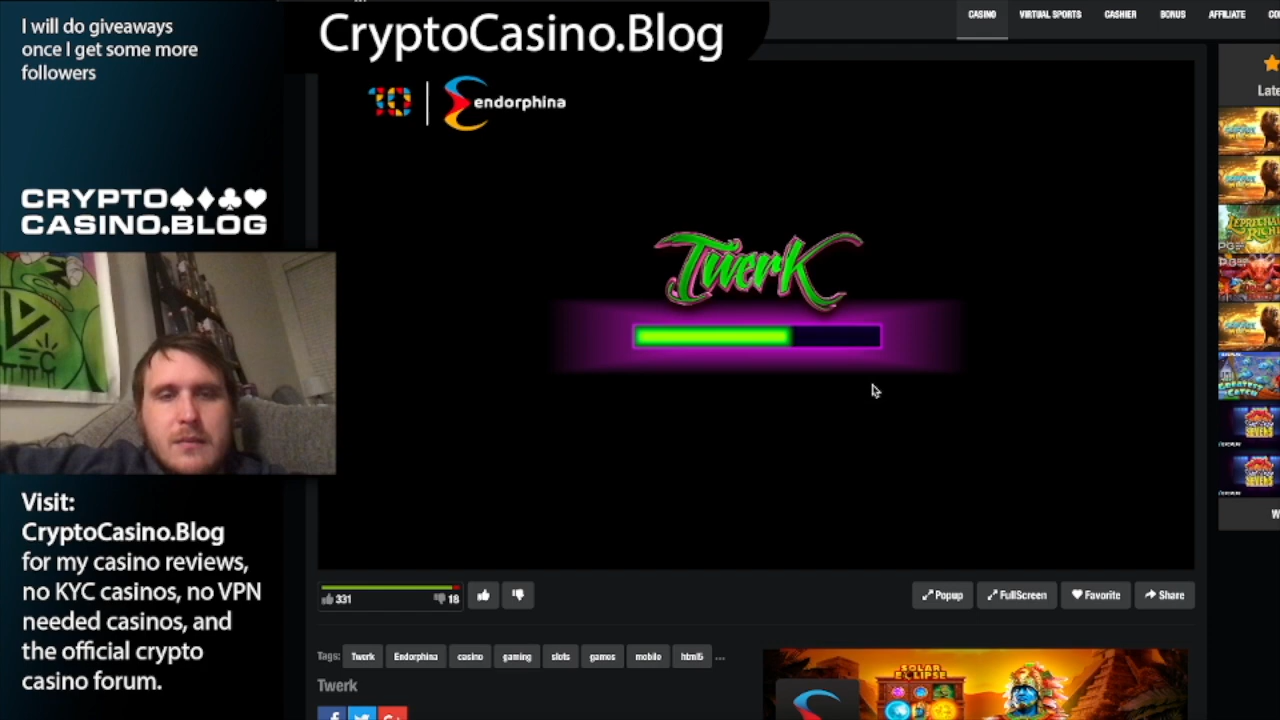 I will do giveaways
once I get some more
followers
CryptoCasino.Blog
CASINO
VIRTUAL SPORTS
CASHIER
BONUS
AFFILIATE
10
endorphina
CRYPTO♠♦♣♥
CASINO.BLOG
Twerk
Visit:
CryptoCasino.Blog
for my casino reviews,
no KYC casinos, no VPN
needed casinos, and
the official crypto
casino forum.
331
18
Popup
FullScreen
Favorite
Share
Tags:
Twerk
Endorphina
casino
gaming
slots
games
mobile
html5
...
Twerk
SOLAR
ECLIPSE